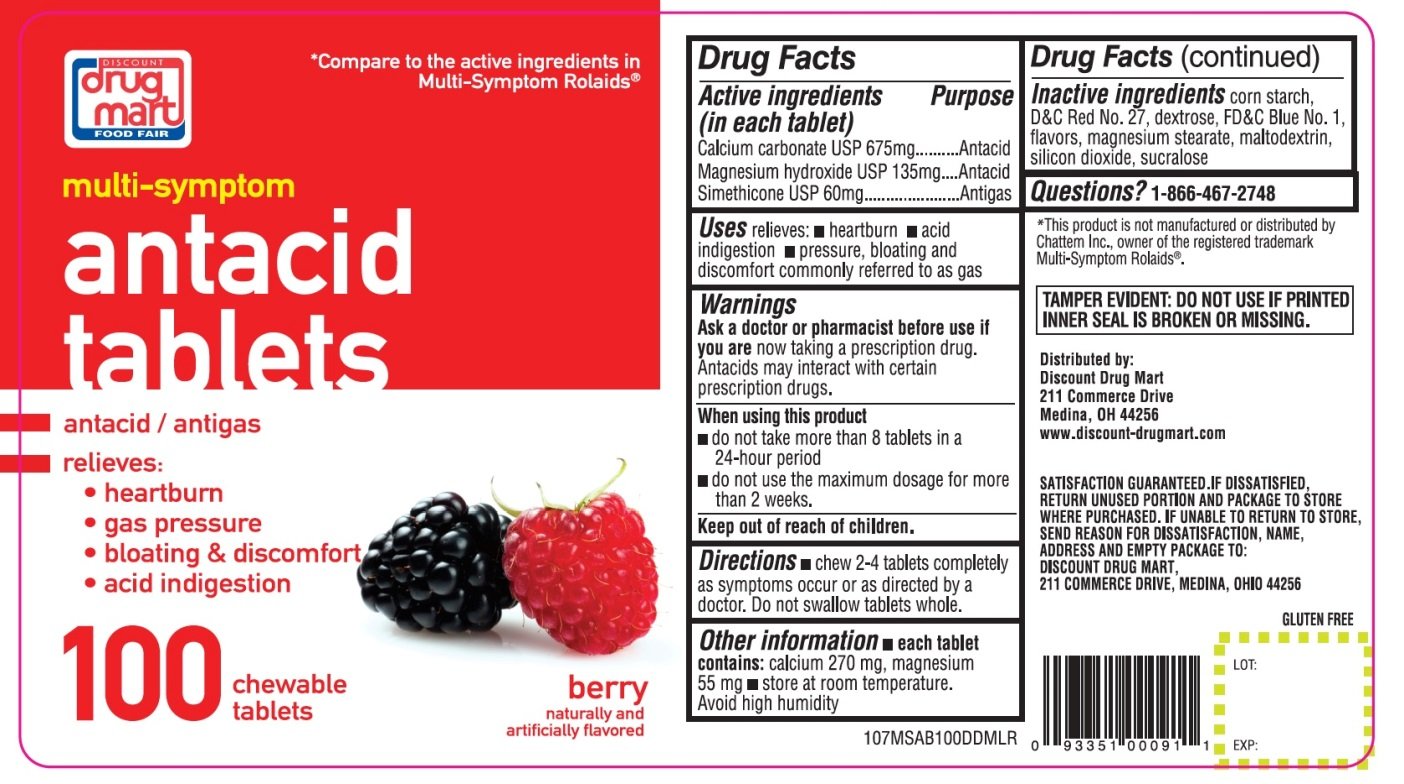 DISCOUNT
drug
mart
FOOD FAIR
*Compare to the active ingredients in
Multi-Symptom Rolaids®
multi-symptom
antacid
tablets
antacid / antigas
relieves:
• heartburn
• gas pressure
• bloating & discomfort
• acid indigestion
100
chewable
tablets
berry
naturally and
artificially flavored
Drug Facts
Active ingredients Purpose
(in each tablet)
Calcium carbonate USP 675mg..........Antacid
Magnesium hydroxide USP 135mg....Antacid
Simethicone USP 60mg......................Antigas
Uses relieves: ■ heartburn ■ acid
indigestion ■ pressure, bloating and
discomfort commonly referred to as gas
Warnings
Ask a doctor or pharmacist before use if
you are now taking a prescription drug.
Antacids may interact with certain
prescription drugs.
When using this product
■ do not take more than 8 tablets in a
24-hour period
■ do not use the maximum dosage for more
than 2 weeks.
Keep out of reach of children.
Directions ■ chew 2-4 tablets completely
as symptoms occur or as directed by a
doctor. Do not swallow tablets whole.
Other information ■ each tablet
contains: calcium 270 mg, magnesium
55 mg ■ store at room temperature.
Avoid high humidity
107MSAB100DDMLR
Drug Facts (continued)
Inactive ingredients corn starch,
D&C Red No. 27, dextrose, FD&C Blue No. 1,
flavors, magnesium stearate, maltodextrin,
silicon dioxide, sucralose
Questions? 1-866-467-2748
*This product is not manufactured or distributed by
Chattem Inc., owner of the registered trademark
Multi-Symptom Rolaids®.
TAMPER EVIDENT: DO NOT USE IF PRINTED
INNER SEAL IS BROKEN OR MISSING.
Distributed by:
Discount Drug Mart
211 Commerce Drive
Medina, OH 44256
www.discount-drugmart.com
SATISFACTION GUARANTEED.IF DISSATISFIED,
RETURN UNUSED PORTION AND PACKAGE TO STORE
WHERE PURCHASED. IF UNABLE TO RETURN TO STORE,
SEND REASON FOR DISSATISFACTION, NAME,
ADDRESS AND EMPTY PACKAGE TO:
DISCOUNT DRUG MART,
211 COMMERCE DRIVE, MEDINA, OHIO 44256
GLUTEN FREE
LOT:
EXP:
0 93351 00091 1